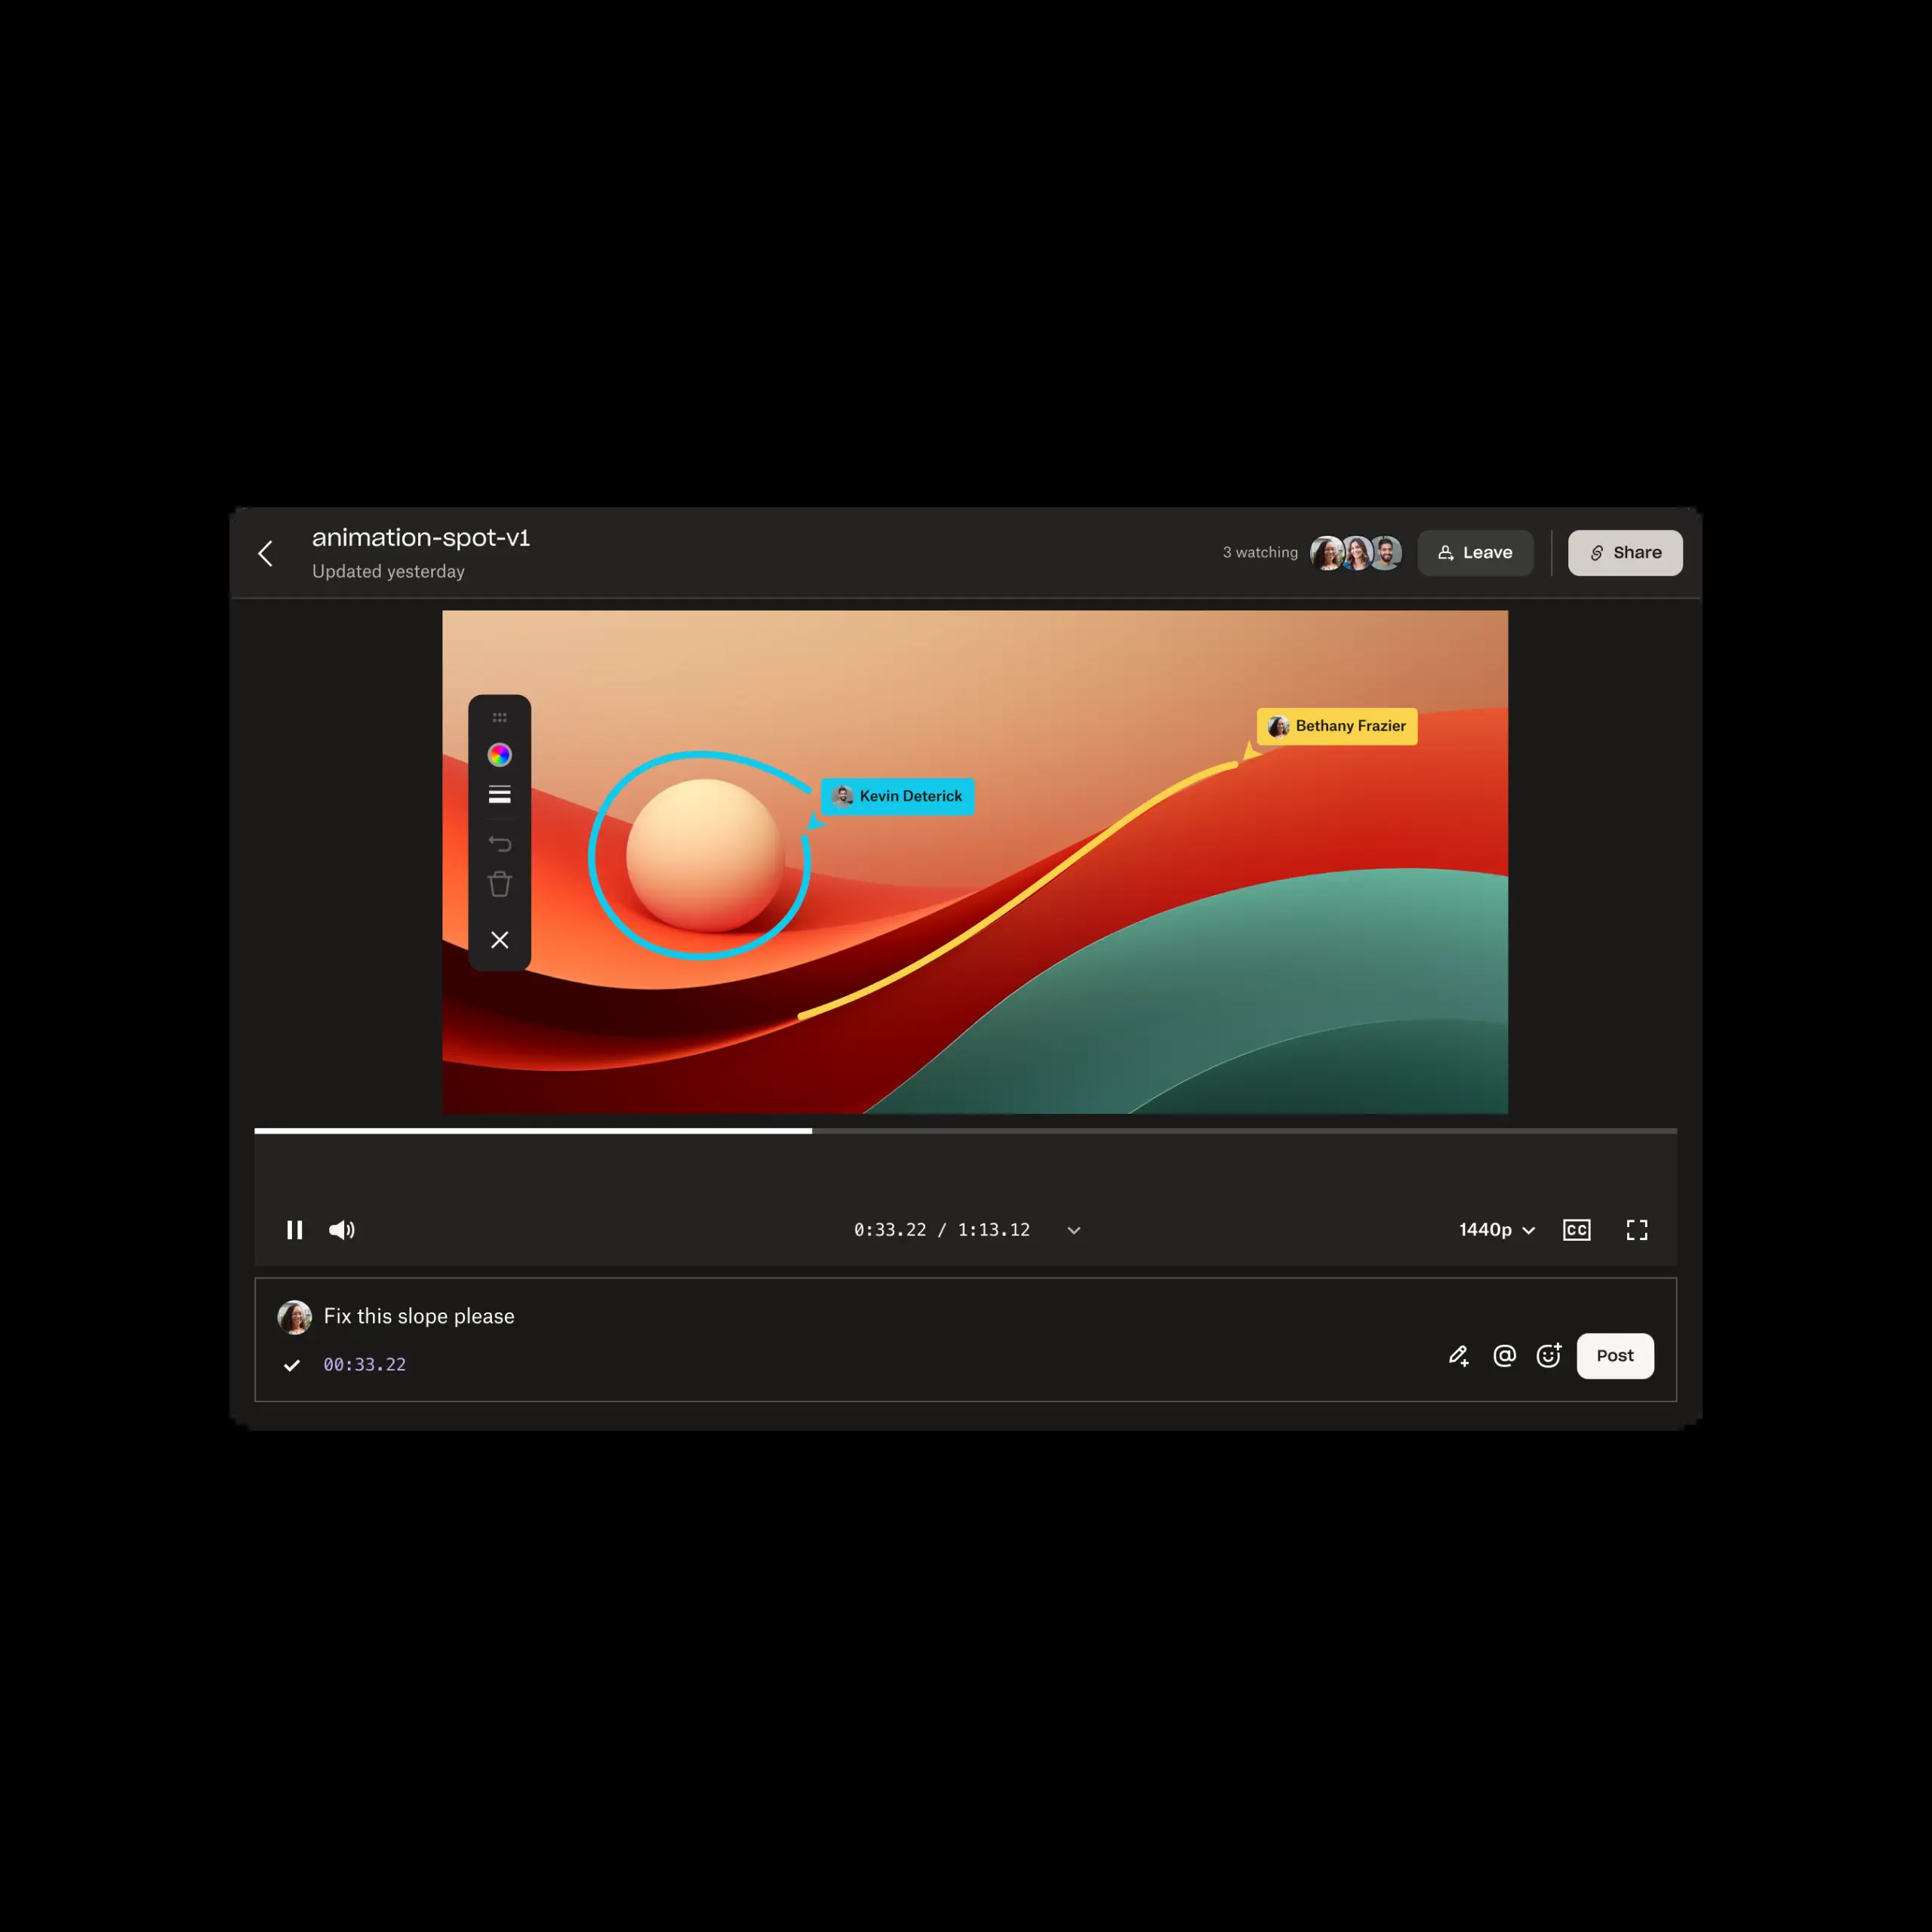 animation-spot-v1
Updated yesterday
3 watching
Leave
Share
Bethany Frazier
Kevin Deterick
0:33.22 / 1:13.12
1440p
CC
Fix this slope please
00:33.22
@
Post